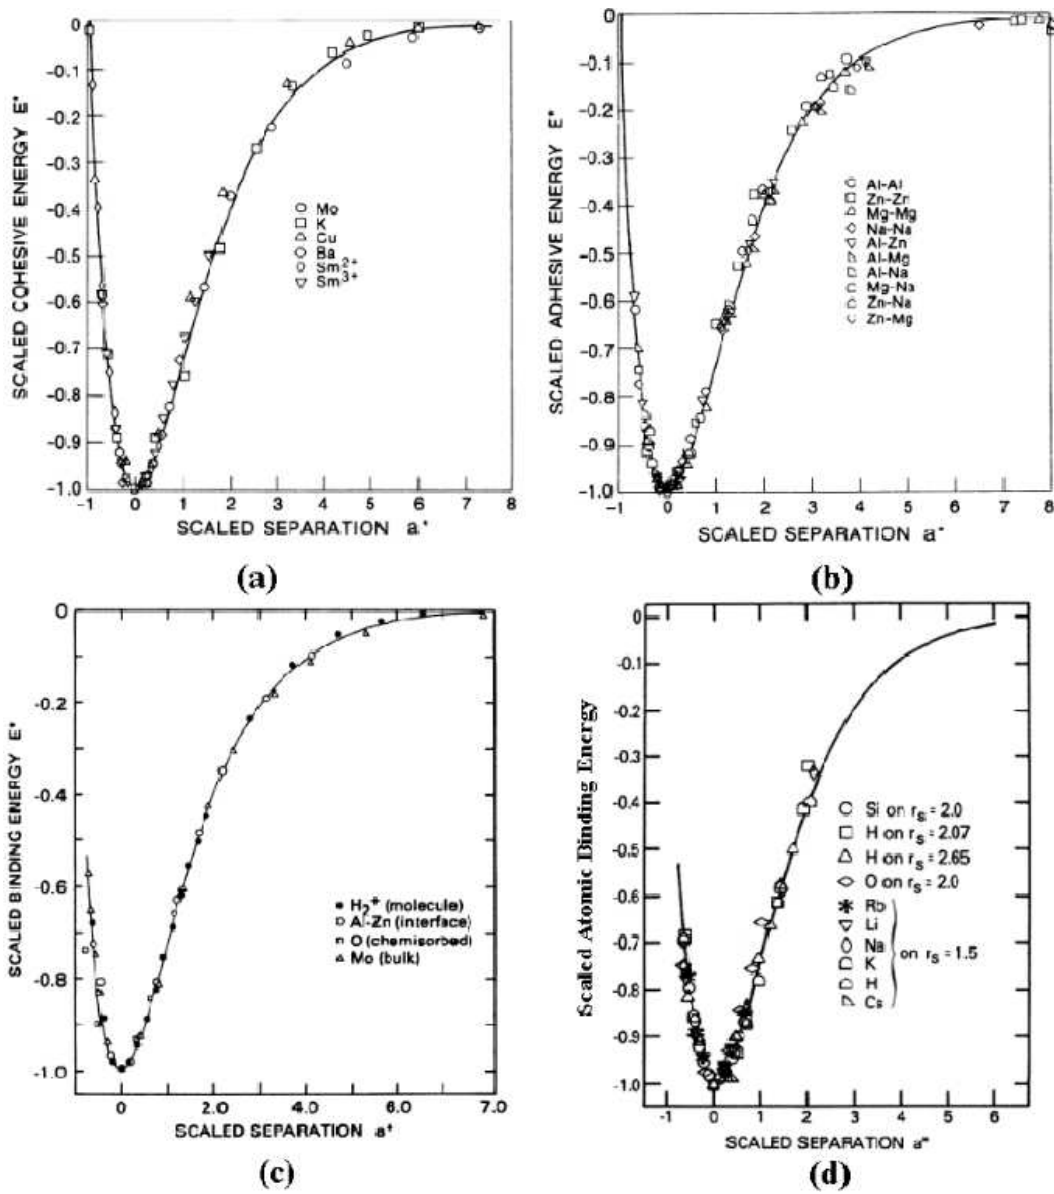 0
-0.1
-0.2
-0.3
-0.4
-0.5
-0.6
-0.7
-0.8
-0.9
-1.0
SCALED COHESIVE ENERGY E*
Mo
K
Cu
Ba
Sm2+
Sm3+
-1 0 1 2 3 4 5 6 7 8
SCALED SEPARATION a*
(a)
0
-0.1
-0.2
-0.3
-0.4
-0.5
-0.6
-0.7
-0.8
-0.9
-1.0
SCALED ADHESIVE ENERGY E*
Al-Al
Zn-Zn
Mg-Mg
Na-Na
Al-Zn
Al-Mg
Al-Na
Mg-Na
Zn-Na
Zn-Mg
-1 0 1 2 3 4 5 6 7 8
SCALED SEPARATION a*
(b)
0
-0.2
-0.4
-0.6
-0.8
-1.0
SCALED BINDING ENERGY E*
H2+ (molecule)
Al-Zn (interface)
O (chemisorbed)
Mo (bulk)
0 1.0 2.0 3.0 4.0 5.0 6.0 7.0
SCALED SEPARATION a*
(c)
0
-0.1
-0.2
-0.3
-0.4
-0.5
-0.6
-0.7
-0.8
-0.9
-1.0
Scaled Atomic Binding Energy
Si on rs = 2.0
H on rs = 2.07
H on rs = 2.65
O on rs = 2.0
Rb
Li
Na
K
H
Cs
on rs = 1.5
-1 0 1 2 3 4 5 6
SCALED SEPARATION a*
(d)